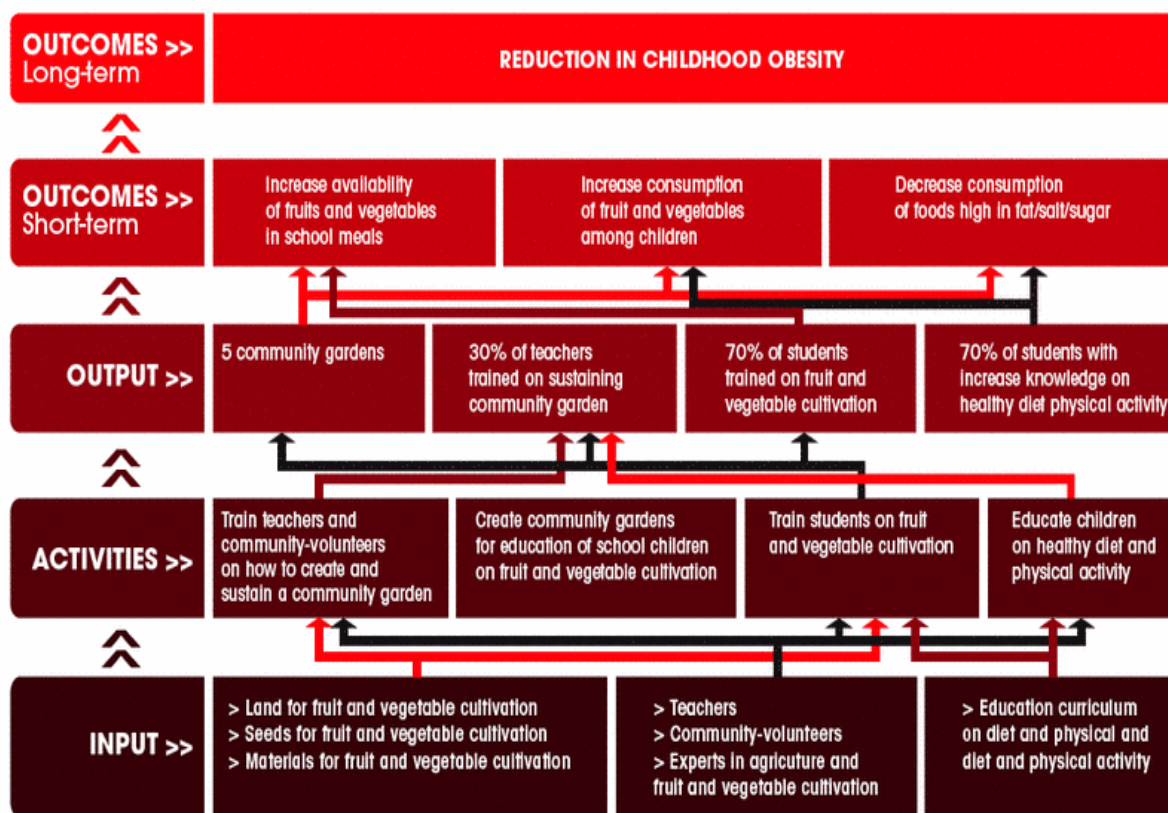 OUTCOMES >>
Long-term
REDUCTION IN CHILDHOOD OBESITY
OUTCOMES >>
Short-term
Increase availability
of fruits and vegetables
in school meals
Increase consumption
of fruit and vegetables
among children
Decrease consumption
of foods high in fat/salt/sugar
OUTPUT >>
5 community gardens
30% of teachers
trained on sustaining
community garden
70% of students
trained on fruit and
vegetable cultivation
70% of students with
increase knowledge on
healthy diet physical activity
ACTIVITIES >>
Train teachers and
community-volunteers
on how to create and
sustain a community garden
Create community gardens
for education of school children
on fruit and vegetable cultivation
Train students on fruit
and vegetable cultivation
Educate children
on healthy diet and
physical activity
INPUT >>
> Land for fruit and vegetable cultivation
> Seeds for fruit and vegetable cultivation
> Materials for fruit and vegetable cultivation
> Teachers
> Community-volunteers
> Experts in agricuture and
fruit and vegetable cultivation
> Education curriculum
on diet and physical and
diet and physical activity